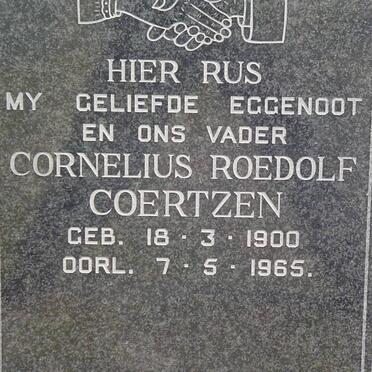 HIER RUS
MY GELIEFDE EGGENOOT
EN ONS VADER
CORNELIUS ROEDOLF
COERTZEN
GEB. 18·3·1900
OORL. 7·5·1965.